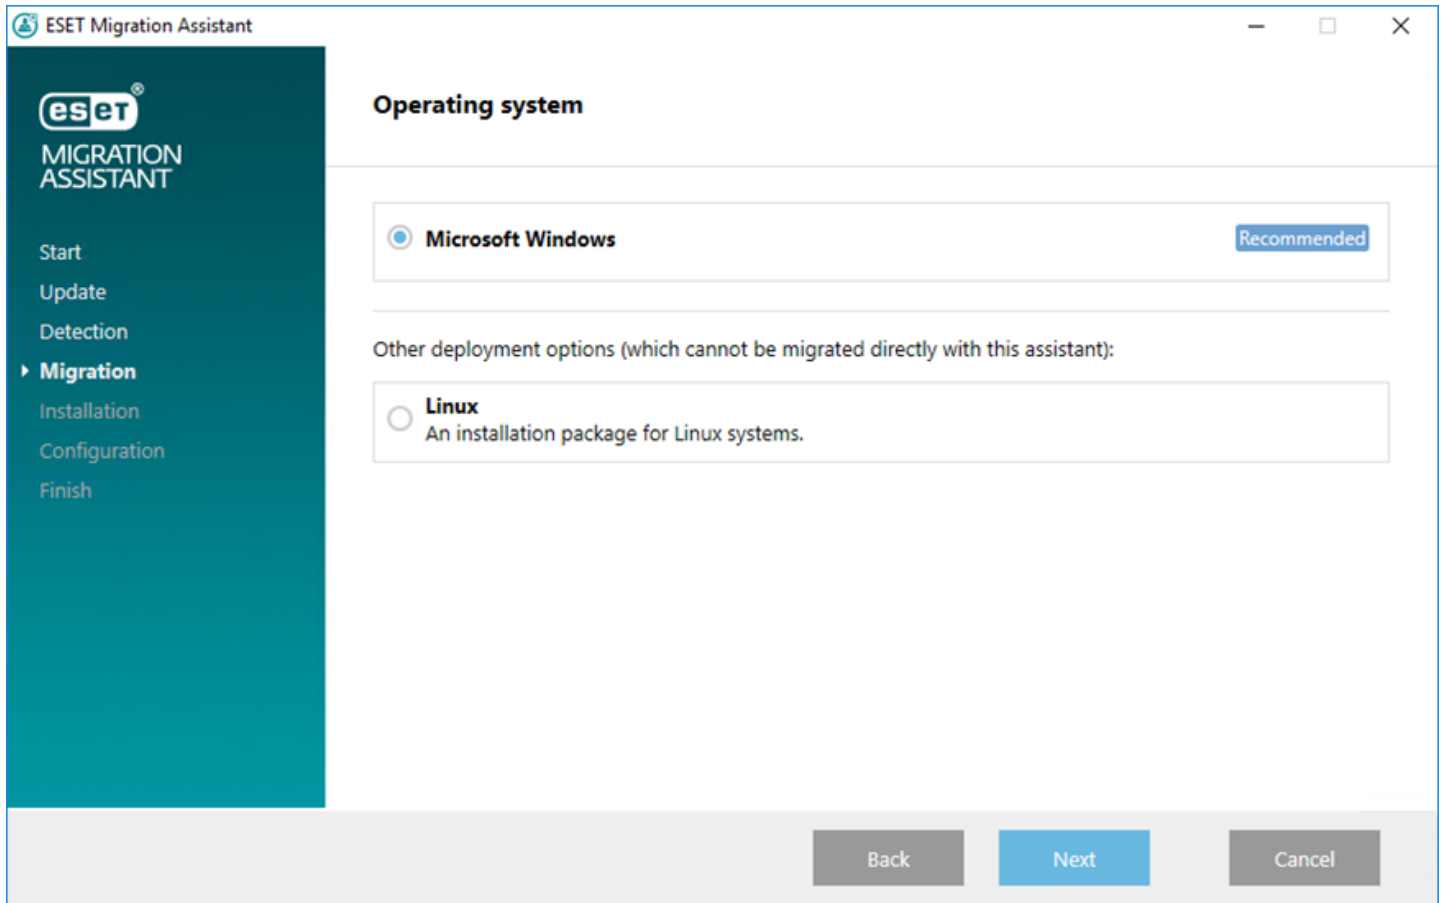 ESET Migration Assistant
eset®
MIGRATION
ASSISTANT
Start
Update
Detection
Migration
Installation
Configuration
Finish
Operating system
Microsoft Windows
Recommended
Other deployment options (which cannot be migrated directly with this assistant):
Linux
An installation package for Linux systems.
Back
Next
Cancel